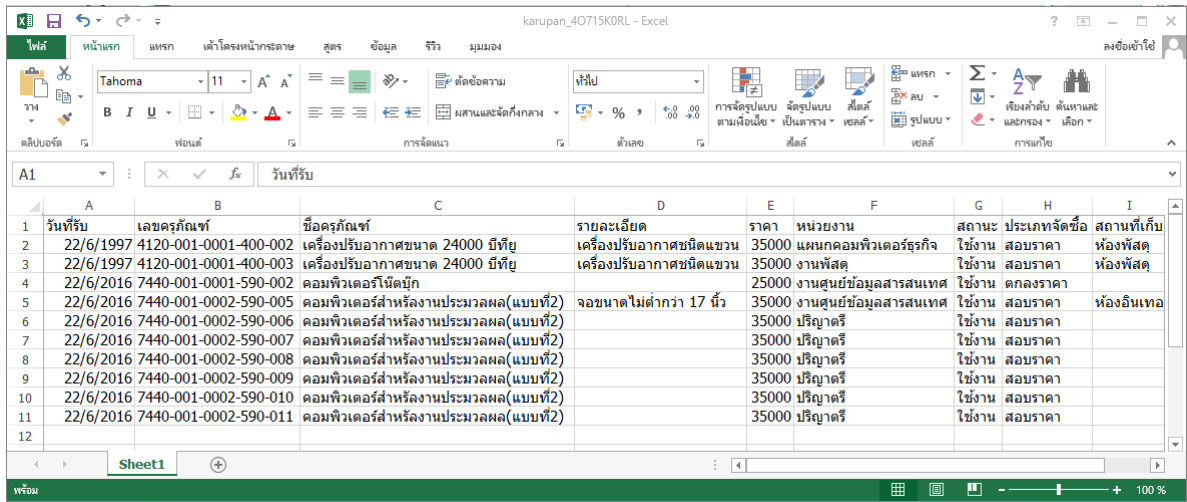 karupan_4O715K0RL - Excel
ไฟล์ หน้าแรก แทรก เค้าโครงหน้ากระดาษ สูตร ข้อมูล รีวิว มุมมอง ลงชื่อเข้าใช้
Tahoma 11 ตัดข้อความ ทั่วไป แทรก
วาง B I U ผสานและจัดกึ่งกลาง % การจัดรูปแบบตามเงื่อนไข จัดรูปแบบเป็นตาราง สไตล์เซลล์ ลบ รูปแบบ เรียงลำดับและกรอง ค้นหาและเลือก
คลิปบอร์ด ฟอนต์ การจัดแนว ตัวเลข สไตล์ เซลล์ การแก้ไข
A1 fx วันที่รับ
A B C D E F G H I
1 วันที่รับ เลขครุภัณฑ์ ชื่อครุภัณฑ์ รายละเอียด ราคา หน่วยงาน สถานะ ประเภทจัดซื้อ สถานที่เก็บ
2 22/6/1997 4120-001-0001-400-002 เครื่องปรับอากาศขนาด 24000 บีทียู เครื่องปรับอากาศชนิดแขวน 35000 แผนกคอมพิวเตอร์ธุรกิจ ใช้งาน สอบราคา ห้องพัสดุ
3 22/6/1997 4120-001-0001-400-003 เครื่องปรับอากาศขนาด 24000 บีทียู เครื่องปรับอากาศชนิดแขวน 35000 งานพัสดุ ใช้งาน สอบราคา ห้องพัสดุ
4 22/6/2016 7440-001-0001-590-002 คอมพิวเตอร์โน๊ตบุ๊ก 25000 งานศูนย์ข้อมูลสารสนเทศ ใช้งาน ตกลงราคา
5 22/6/2016 7440-001-0002-590-002 คอมพิวเตอร์สำหรัลงานประมวลผล(แบบที่2) จอขนาดไม่ต่ำกว่า 17 นิ้ว 35000 งานศูนย์ข้อมูลสารสนเทศ ใช้งาน สอบราคา ห้องอินเทอ
6 22/6/2016 7440-001-0002-590-006 คอมพิวเตอร์สำหรัลงานประมวลผล(แบบที่2) 35000 ปริญาตรี ใช้งาน สอบราคา
7 22/6/2016 7440-001-0002-590-007 คอมพิวเตอร์สำหรัลงานประมวลผล(แบบที่2) 35000 ปริญาตรี ใช้งาน สอบราคา
8 22/6/2016 7440-001-0002-590-008 คอมพิวเตอร์สำหรัลงานประมวลผล(แบบที่2) 35000 ปริญาตรี ใช้งาน สอบราคา
9 22/6/2016 7440-001-0002-590-009 คอมพิวเตอร์สำหรัลงานประมวลผล(แบบที่2) 35000 ปริญาตรี ใช้งาน สอบราคา
10 22/6/2016 7440-001-0002-590-010 คอมพิวเตอร์สำหรัลงานประมวลผล(แบบที่2) 35000 ปริญาตรี ใช้งาน สอบราคา
11 22/6/2016 7440-001-0002-590-011 คอมพิวเตอร์สำหรัลงานประมวลผล(แบบที่2) 35000 ปริญาตรี ใช้งาน สอบราคา
12
Sheet1
พร้อม 100 %